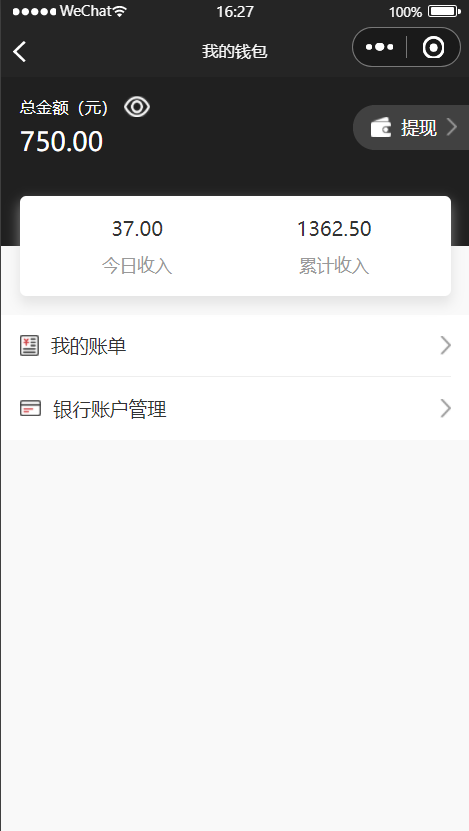 WeChat 16:27 100%
我的钱包
总金额（元）
750.00
提现
37.00 1362.50
今日收入 累计收入
我的账单
银行账户管理